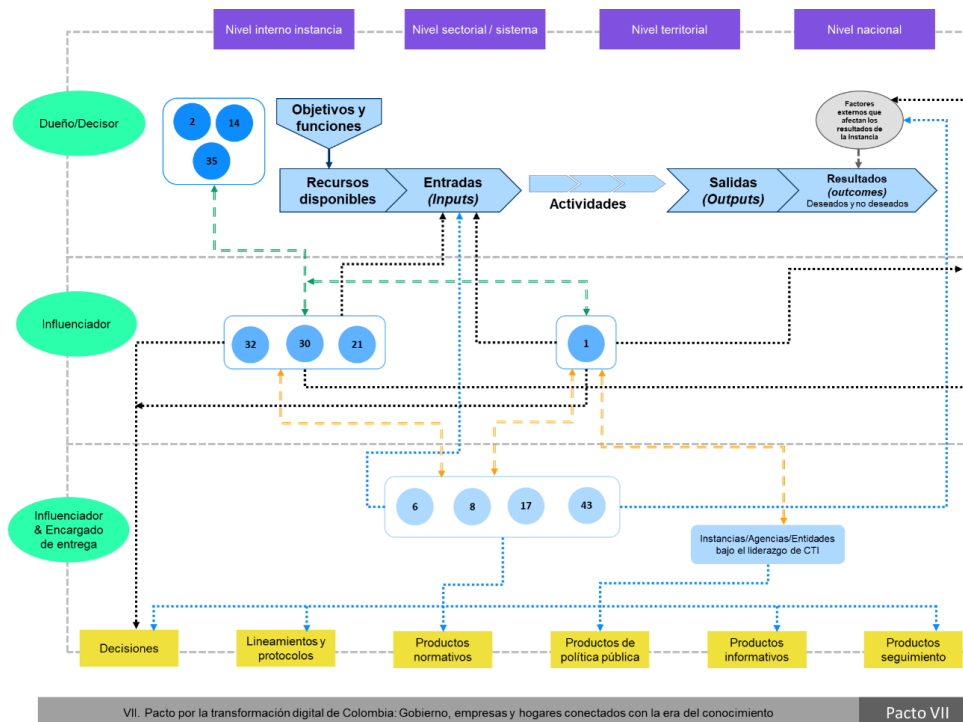 Nivel interno instancia
Nivel sectorial / sistema
Nivel territorial
Nivel nacional
Dueño/Decisor
2
14
35
Objetivos y
funciones
Factores
externos que
afectan los
resultados de
la instancia
Recursos
disponibles
Entradas
(Inputs)
Actividades
Salidas
(Outputs)
Resultados
(outcomes)
Deseados y no deseados
Influenciador
32
30
21
1
Influenciador
& Encargado
de entrega
6
8
17
43
Instancias/Agencias/Entidades
bajo el liderazgo de CTI
Decisiones
Lineamientos y
protocolos
Productos
normativos
Productos de
política pública
Productos
informativos
Productos
seguimiento
VII. Pacto por la transformación digital de Colombia: Gobierno, empresas y hogares conectados con la era del conocimiento
Pacto VII